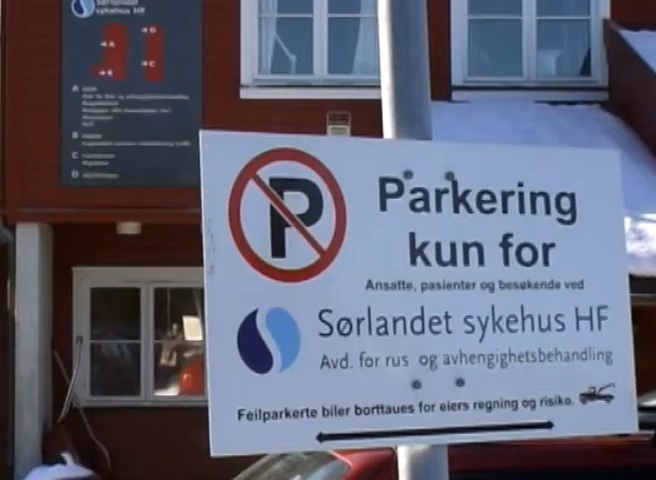 Sørlandet
sykehus HF
A
B
C
D
P
Parkering
kun for
Ansatte, pasienter og besøkende ved
Sørlandet sykehus HF
Avd. for rus og avhengighetsbehandling
Feilparkerte biler borttaues for eiers regning og risiko.